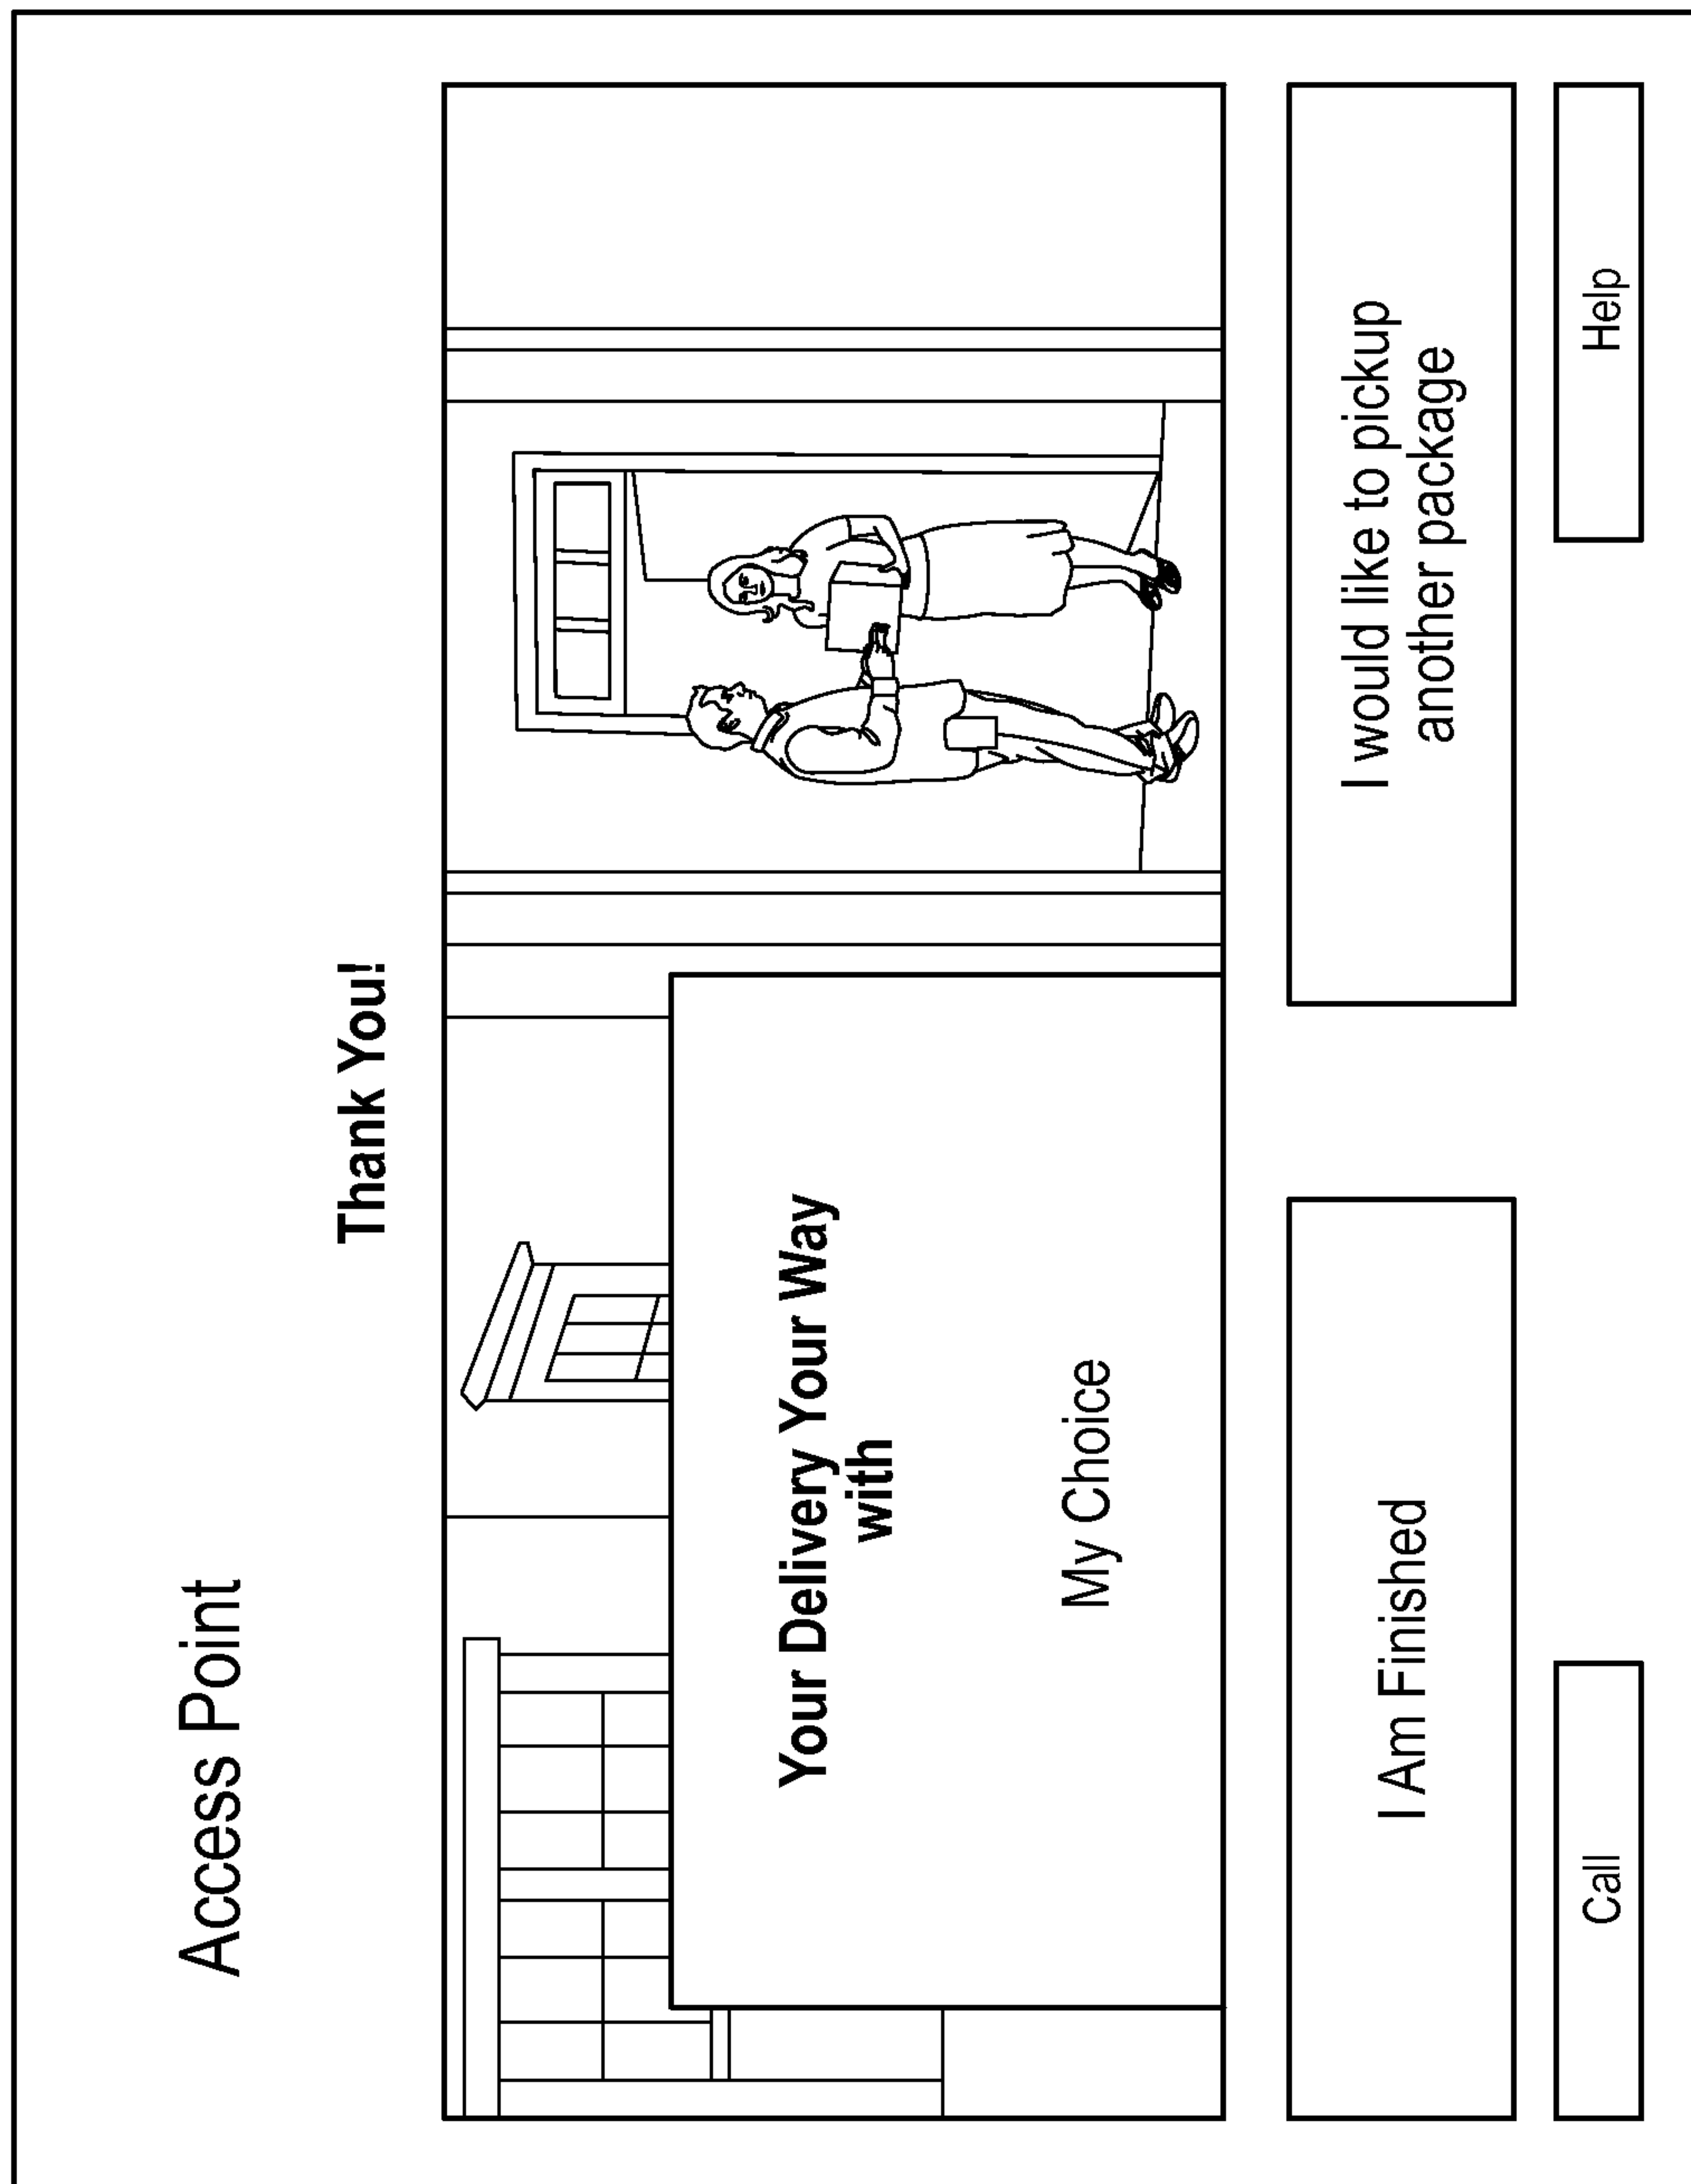 Access Point
Thank You!
Your Delivery Your Way
with
My Choice
I Am Finished
I would like to pickup
another package
Call
Help